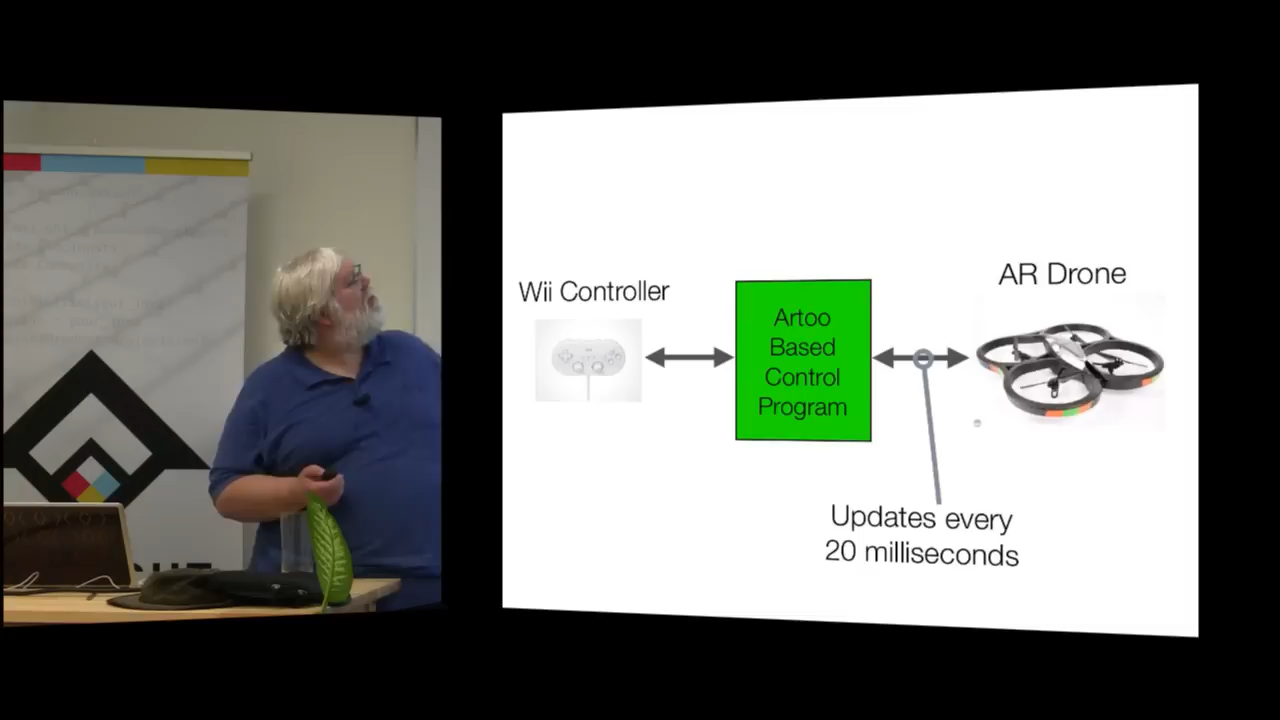 Wii Controller
Artoo
Based
Control
Program
AR Drone
Updates every
20 milliseconds